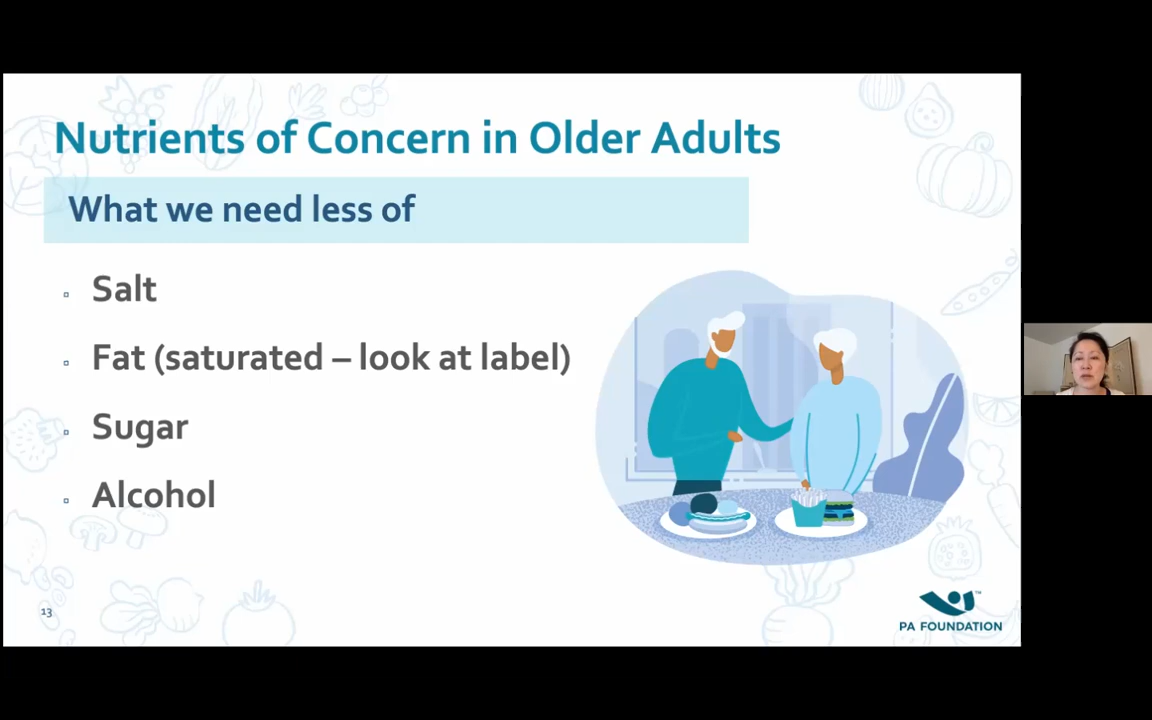 Nutrients of Concern in Older Adults
What we need less of
Salt
Fat (saturated – look at label)
Sugar
Alcohol
13
PA FOUNDATION™